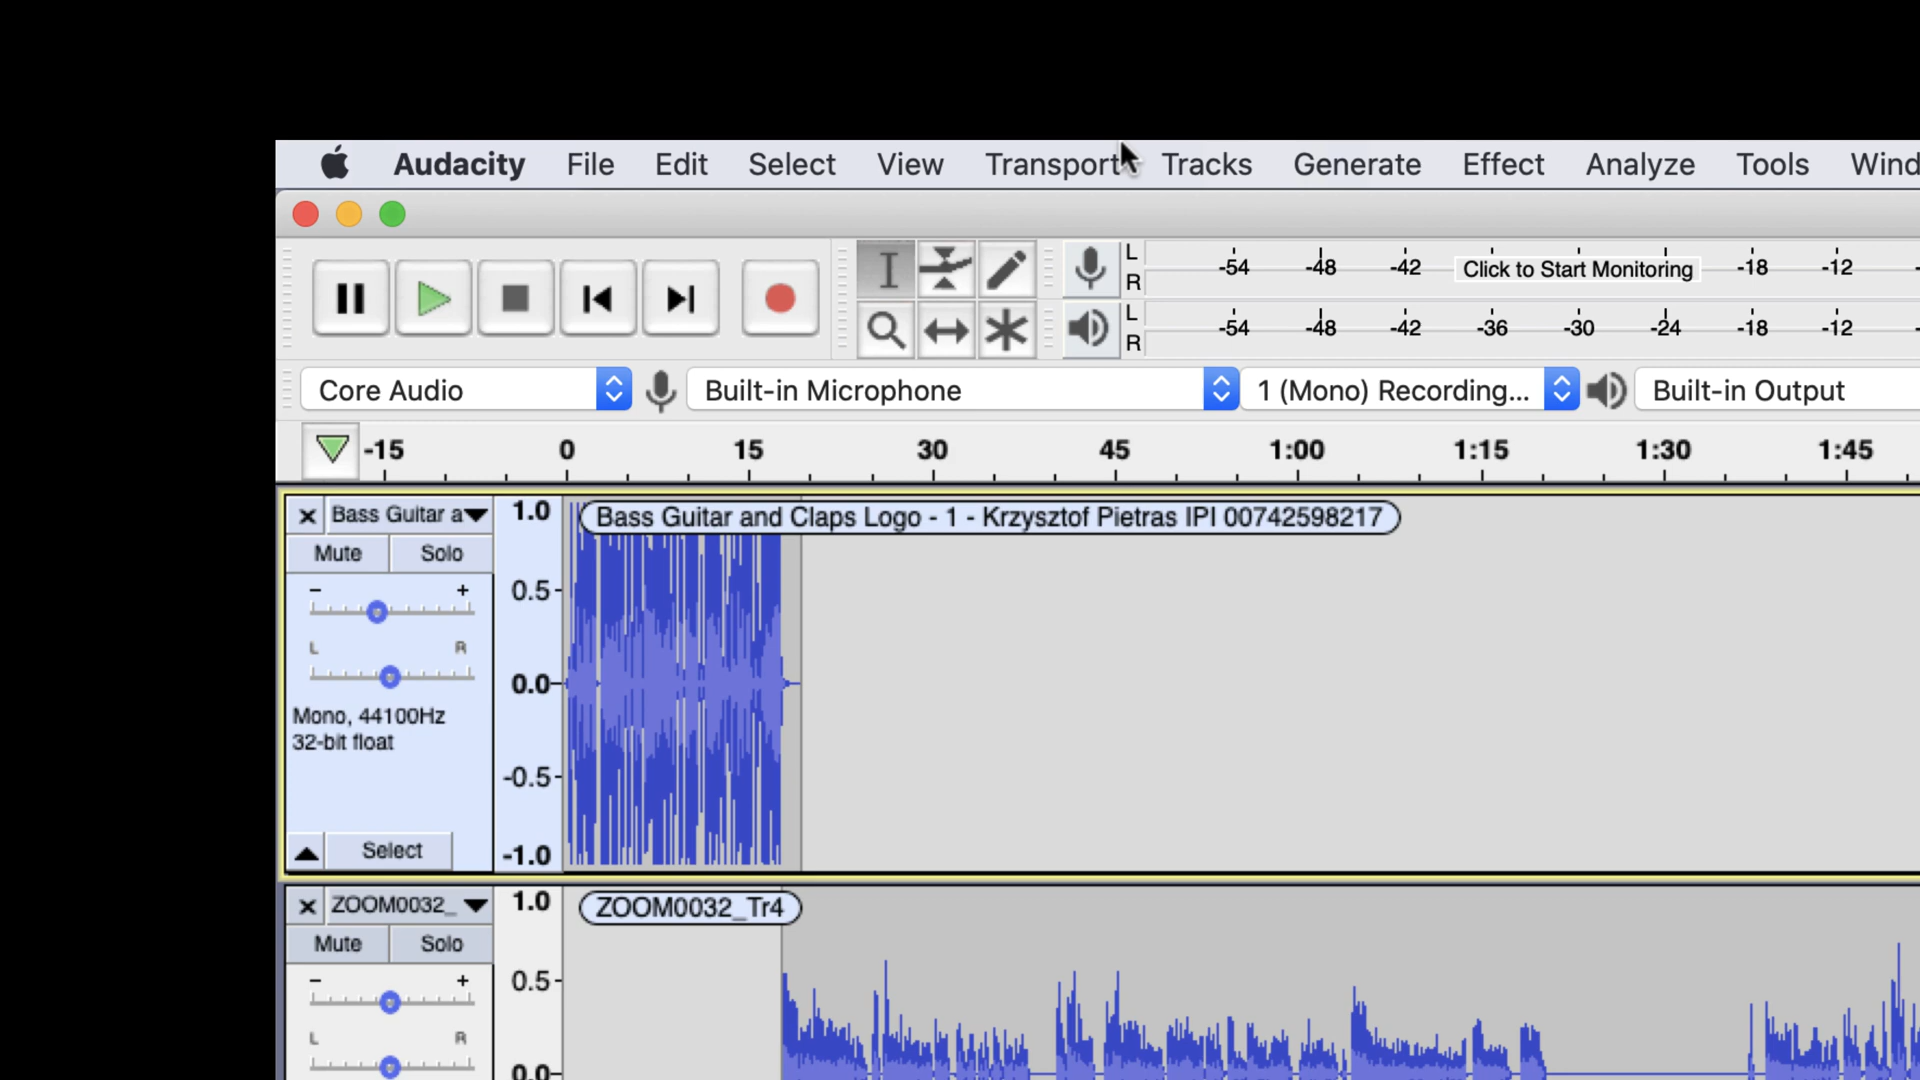 Audacity File Edit Select View Transport Tracks Generate Effect Analyze Tools Wind
L
R
-54 -48 -42 Click to Start Monitoring -18 -12
L
R
-54 -48 -42 -36 -30 -24 -18 -12
Core Audio Built-in Microphone 1 (Mono) Recording... Built-in Output
-15 0 15 30 45 1:00 1:15 1:30 1:45
Bass Guitar a
1.0
Bass Guitar and Claps Logo - 1 - Krzysztof Pietras IPI 00742598217
Mute Solo
- + 0.5
L R
0.0
Mono, 44100Hz
32-bit float
-0.5
Select
-1.0
ZOOM0032_
1.0
ZOOM0032_Tr4
Mute Solo
- + 0.5
L R
0.0